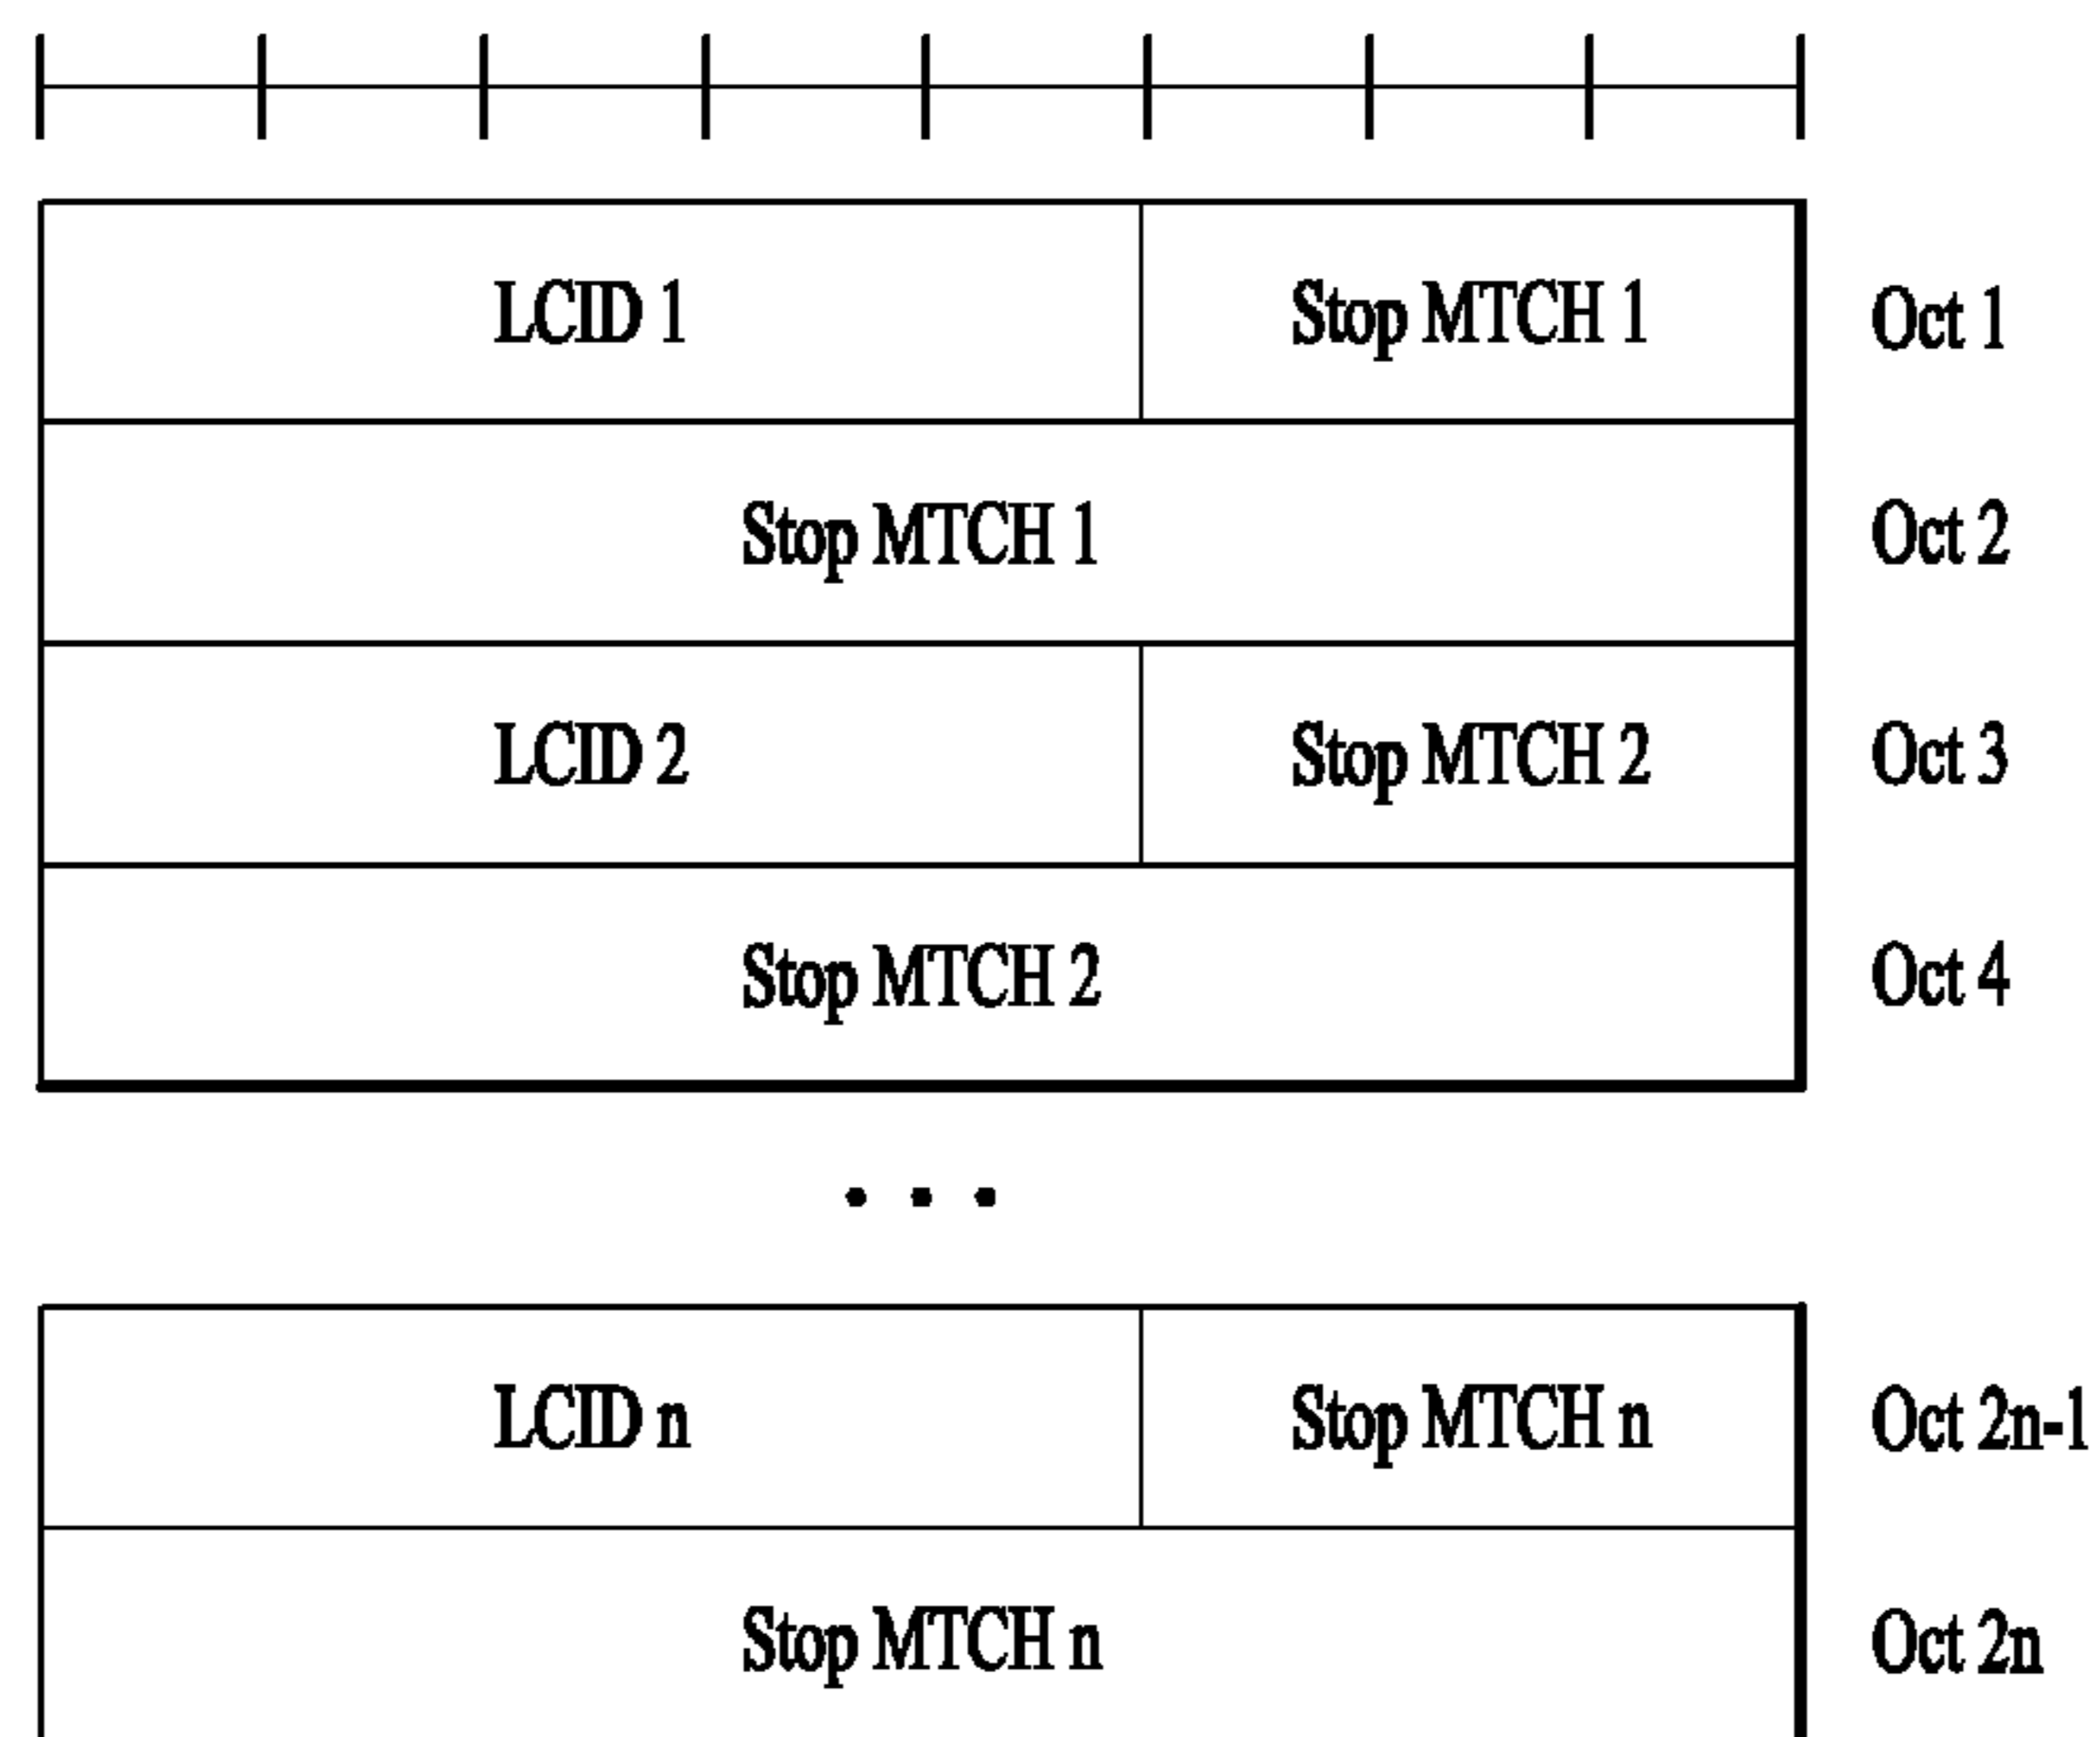 LCID 1 Stop MTCH 1 Oct 1
Stop MTCH 1 Oct 2
LCID 2 Stop MTCH 2 Oct 3
Stop MTCH 2 Oct 4
...
LCID n Stop MTCH n Oct 2n-1
Stop MTCH n Oct 2n